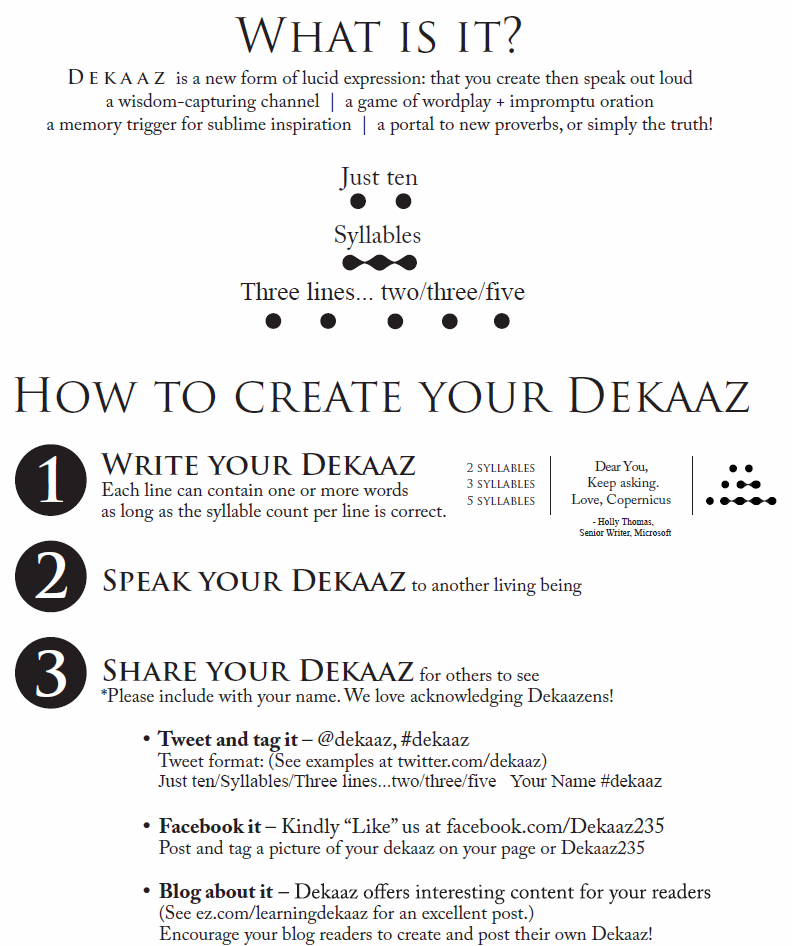 WHAT IS IT?
DEKAAZ is a new form of lucid expression: that you create then speak out loud
a wisdom-capturing channel | a game of wordplay + impromptu oration
a memory trigger for sublime inspiration | a portal to new proverbs, or simply the truth!
Just ten
Syllables
Three lines... two/three/five
HOW TO CREATE YOUR DEKAAZ
1 WRITE YOUR DEKAAZ
Each line can contain one or more words
as long as the syllable count per line is correct.
2 SYLLABLES
3 SYLLABLES
5 SYLLABLES
Dear You,
Keep asking.
Love, Copernicus
- Holly Thomas,
Senior Writer, Microsoft
2 SPEAK YOUR DEKAAZ to another living being
3 SHARE YOUR DEKAAZ for others to see
*Please include with your name. We love acknowledging Dekaazens!
• Tweet and tag it – @dekaaz, #dekaaz
Tweet format: (See examples at twitter.com/dekaaz)
Just ten/Syllables/Three lines...two/three/five Your Name #dekaaz
• Facebook it – Kindly “Like” us at facebook.com/Dekaaz235
Post and tag a picture of your dekaaz on your page or Dekaaz235
• Blog about it – Dekaaz offers interesting content for your readers
(See ez.com/learningdekaaz for an excellent post.)
Encourage your blog readers to create and post their own Dekaaz!